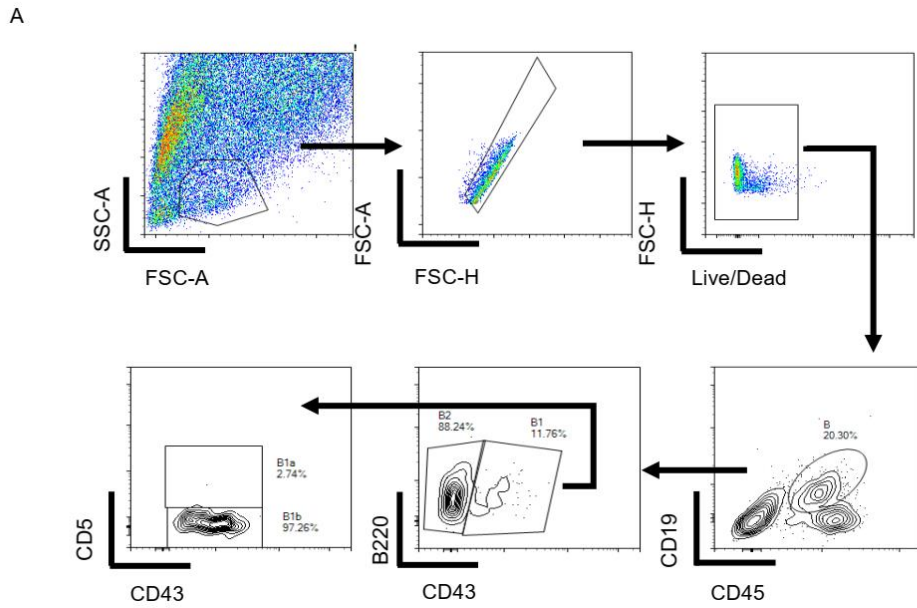 A
SSC-A
FSC-A
FSC-A
FSC-H
FSC-H
Live/Dead
CD5
CD43
B1a
2.74%
B1b
97.26%
B220
CD43
B2
88.24%
B1
11.76%
CD19
CD45
B
20.30%